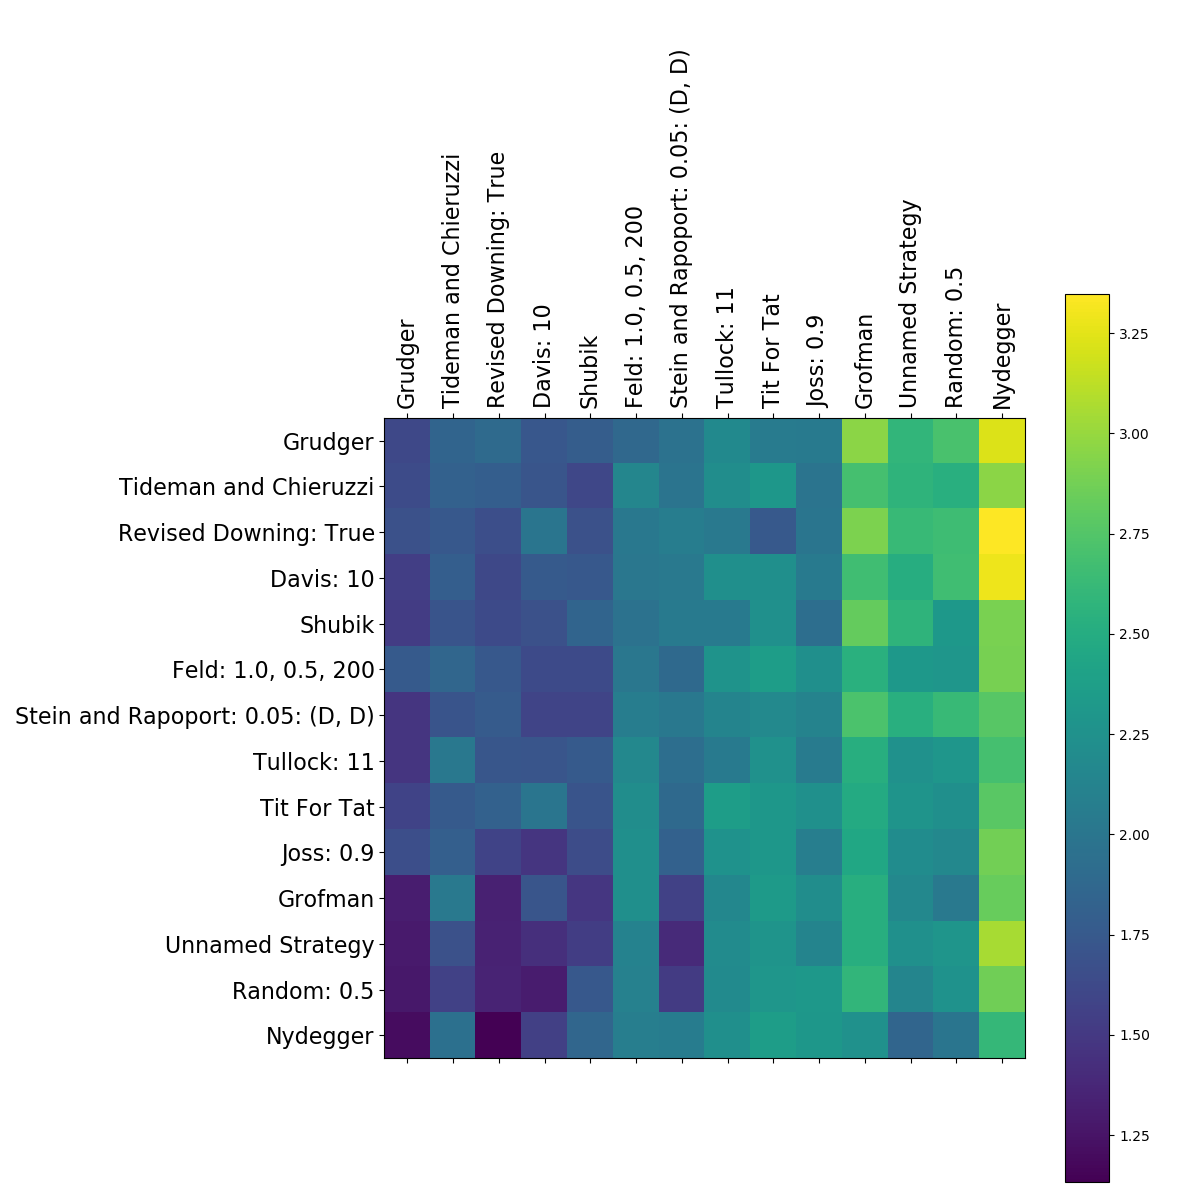 Grudger
Tideman and Chieruzzi
Revised Downing: True
Davis: 10
Shubik
Feld: 1.0, 0.5, 200
Stein and Rapoport: 0.05: (D, D)
Tullock: 11
Tit For Tat
Joss: 0.9
Grofman
Unnamed Strategy
Random: 0.5
Nydegger
Grudger
Tideman and Chieruzzi
Revised Downing: True
Davis: 10
Shubik
Feld: 1.0, 0.5, 200
Stein and Rapoport: 0.05: (D, D)
Tullock: 11
Tit For Tat
Joss: 0.9
Grofman
Unnamed Strategy
Random: 0.5
Nydegger
3.25
3.00
2.75
2.50
2.25
2.00
1.75
1.50
1.25